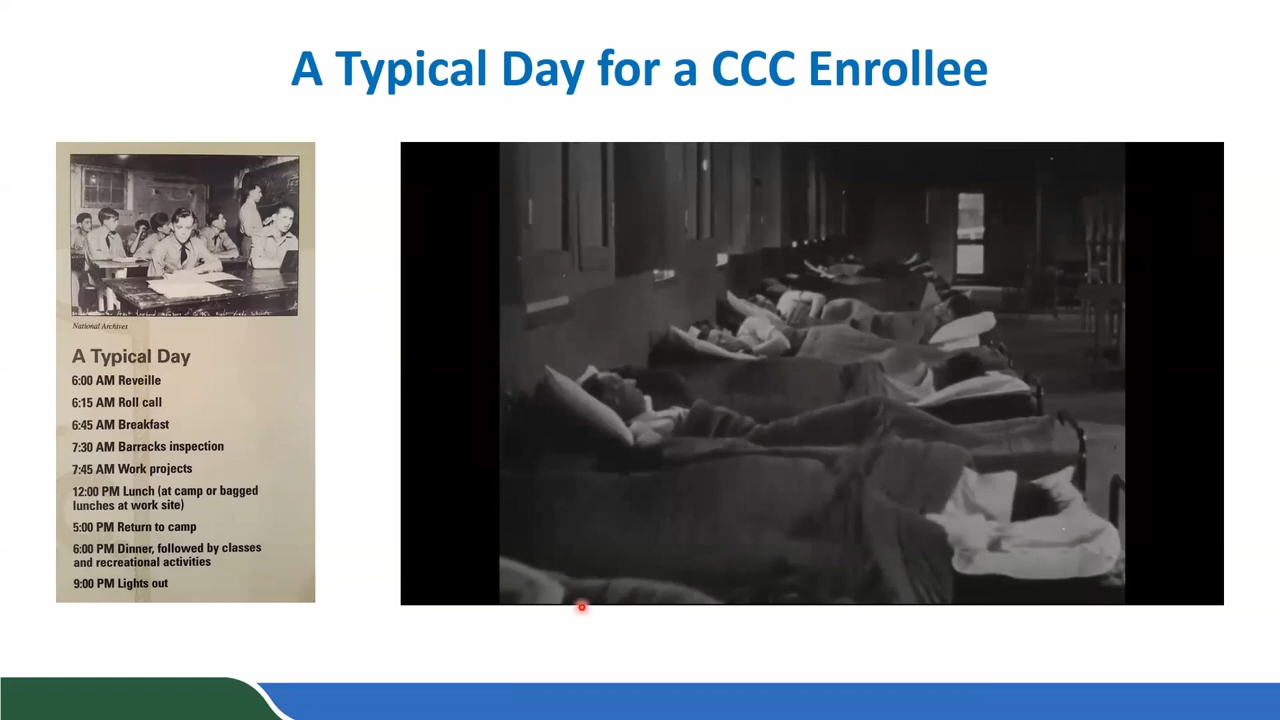 A Typical Day for a CCC Enrollee
National Archives
A Typical Day
6:00 AM Reveille
6:15 AM Roll call
6:45 AM Breakfast
7:30 AM Barracks inspection
7:45 AM Work projects
12:00 PM Lunch (at camp or bagged
lunches at work site)
5:00 PM Return to camp
6:00 PM Dinner, followed by classes
and recreational activities
9:00 PM Lights out